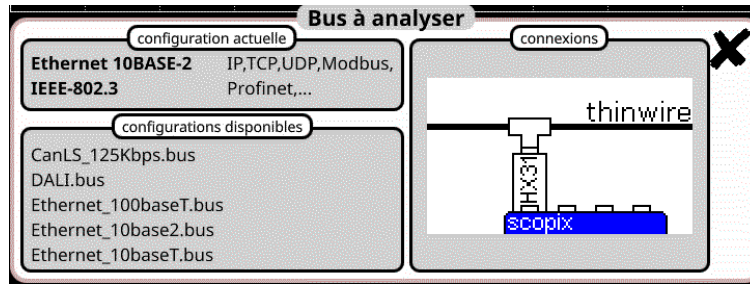 Bus à analyser
configuration actuelle
Ethernet 10BASE-2 IP,TCP,UDP,Modbus,
IEEE-802.3 Profinet,...
configurations disponibles
CanLS_125Kbps.bus
DALI.bus
Ethernet_100baseT.bus
Ethernet_10base2.bus
Ethernet_10baseT.bus
connexions
thinwire
HX31
scopix